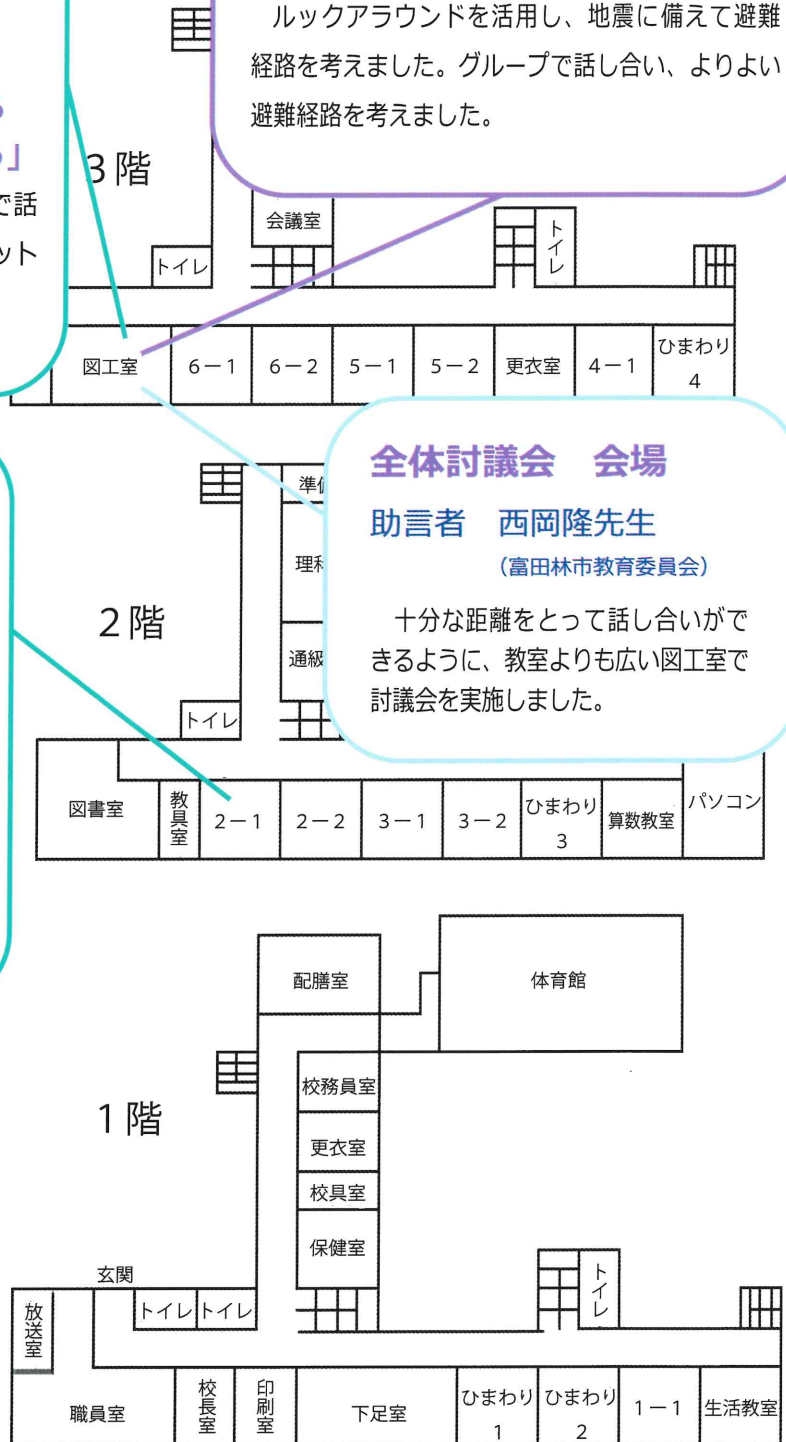 ルックアラウンドを活用し、地震に備えて避難
経路を考えました。グループで話し合い、よりよい
避難経路を考えました。
」
で話
ット
3階
会議室
トイレ
トイレ
図工室
6－1
6－2
5－1
5－2
更衣室
4－1
ひまわり
4
全体討議会　会場
助言者　西岡隆先生
（富田林市教育委員会）
十分な距離をとって話し合いがで
きるように、教室よりも広い図工室で
討議会を実施しました。
2階
準
理科
通級
トイレ
図書室
教具室
2－1
2－2
3－1
3－2
ひまわり
3
算数教室
パソコン
配膳室
体育館
1階
校務員室
更衣室
校具室
保健室
玄関
放送室
トイレ
トイレ
トイレ
職員室
校長室
印刷室
下足室
ひまわり
1
ひまわり
2
1－1
生活教室